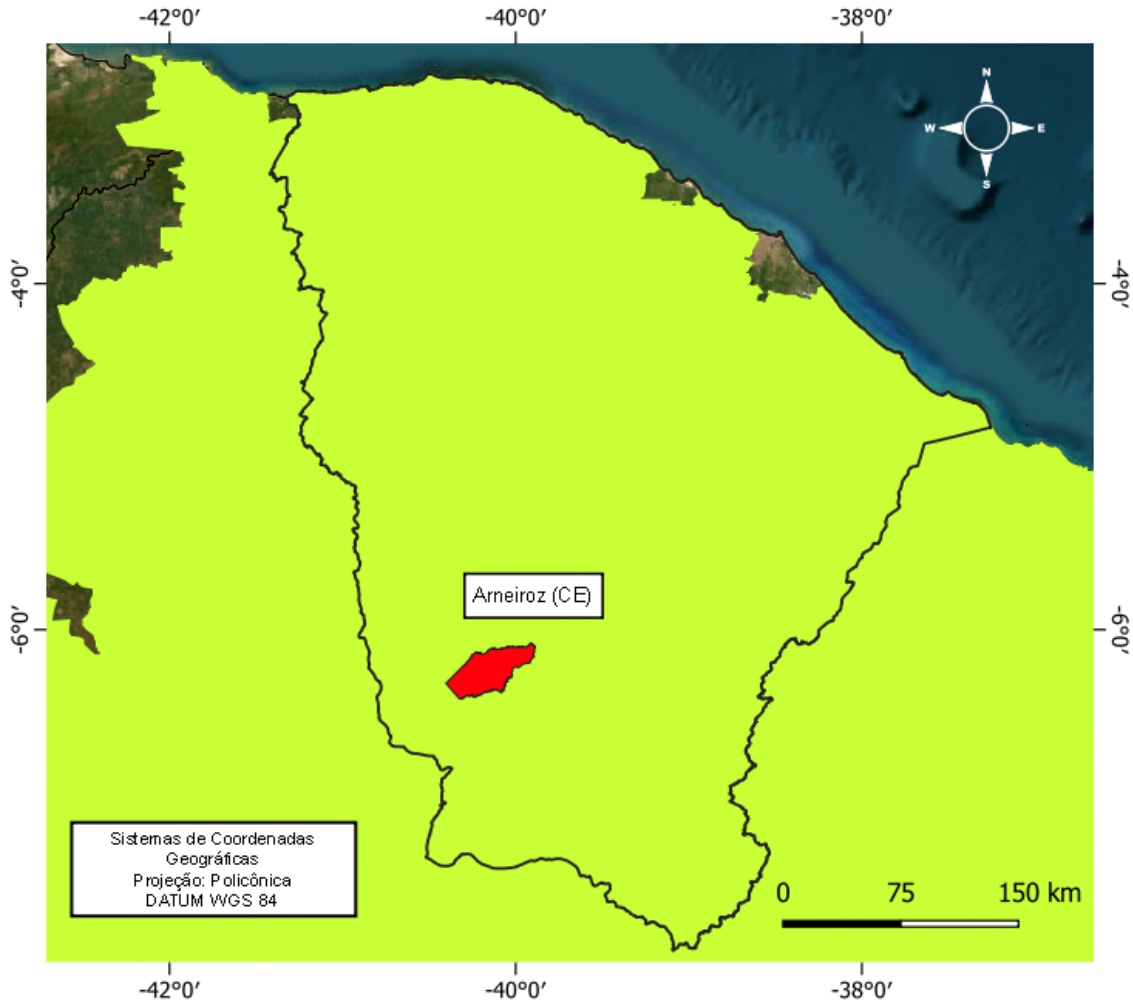 -42°0′ -40°0′ -38°0′
N
W E
S
-4°0′ -4°0′
Arneiroz (CE)
-6°0′ -6°0′
Sistemas de Coordenadas
Geográficas
Projeção: Policônica
DATUM WGS 84
0 75 150 km
-42°0′ -40°0′ -38°0′